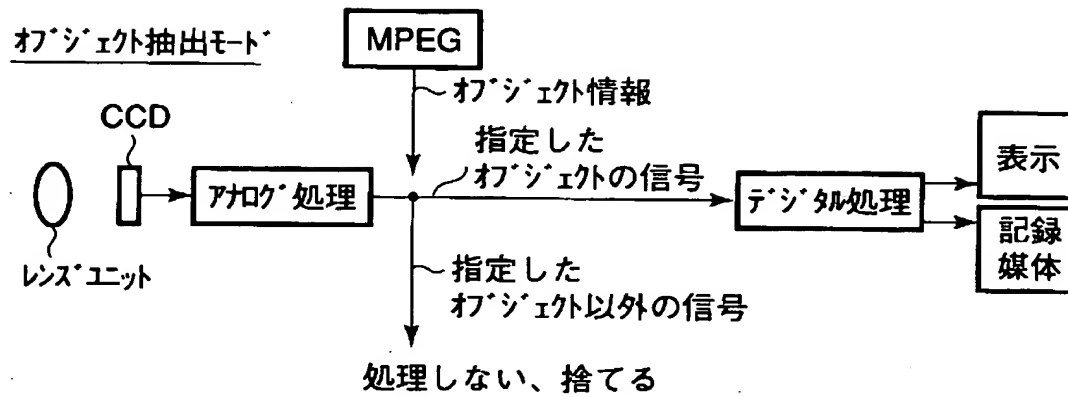 オブジェクト抽出モード
MPEG
オブジェクト情報
CCD
指定した
オブジェクトの信号
アナログ処理
デジタル処理
表示
記録
媒体
レンズユニット
指定した
オブジェクト以外の信号
処理しない、捨てる